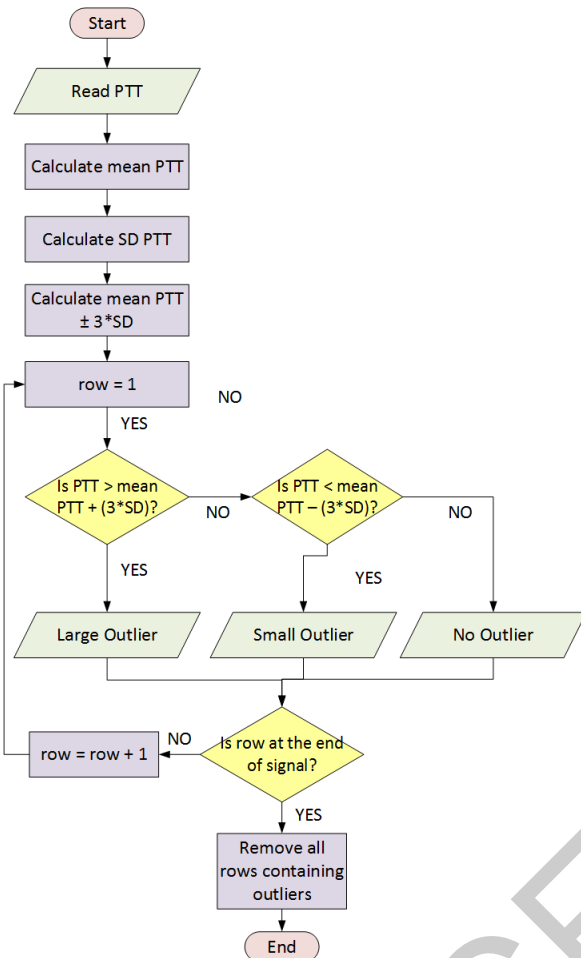 Start
Read PTT
Calculate mean PTT
Calculate SD PTT
Calculate mean PTT
± 3*SD
row = 1
NO
YES
Is PTT > mean
PTT + (3*SD)?
NO
Is PTT < mean
PTT – (3*SD)?
NO
YES
YES
Large Outlier
Small Outlier
No Outlier
row = row + 1
NO
Is row at the end
of signal?
YES
Remove all
rows containing
outliers
End